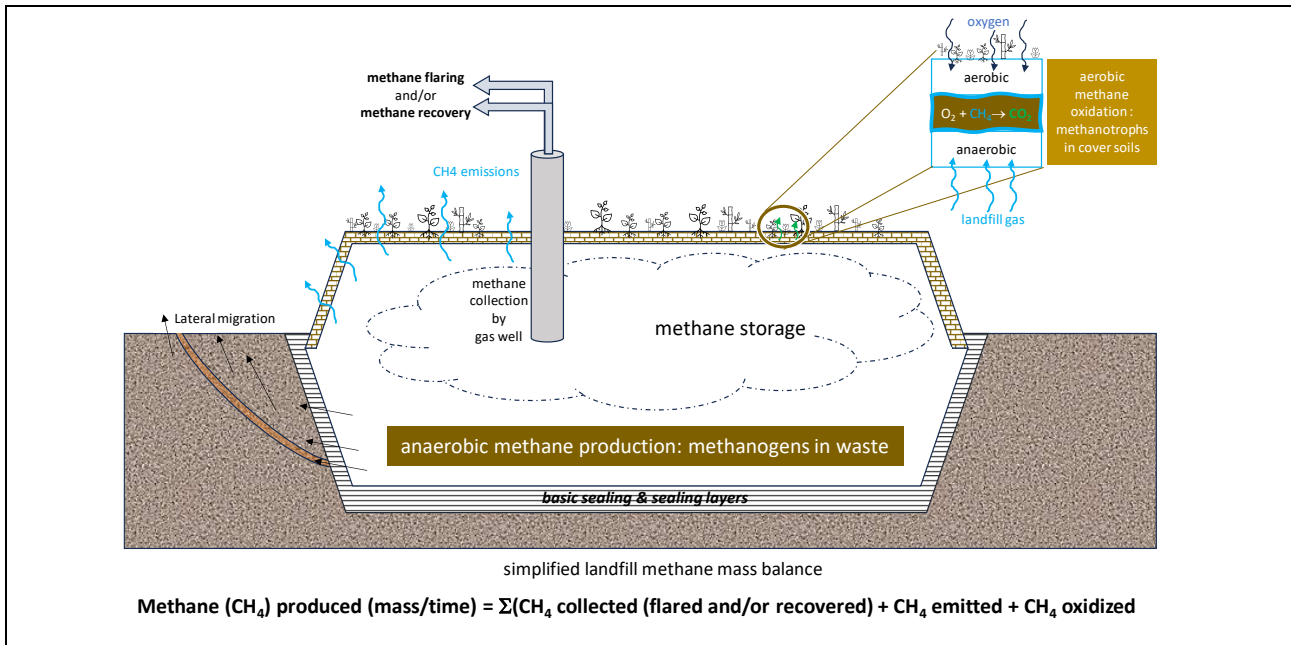 oxygen
aerobic
O₂ + CH₄→ CO₂
anaerobic
landfill gas
aerobic
methane
oxidation :
methanotrophs
in cover soils
methane flaring
and/or
methane recovery
CH4 emissions
methane
collection
by
gas well
methane storage
Lateral migration
anaerobic methane production: methanogens in waste
basic sealing & sealing layers
simplified landfill methane mass balance
Methane (CH₄) produced (mass/time) = Σ(CH₄ collected (flared and/or recovered) + CH₄ emitted + CH₄ oxidized